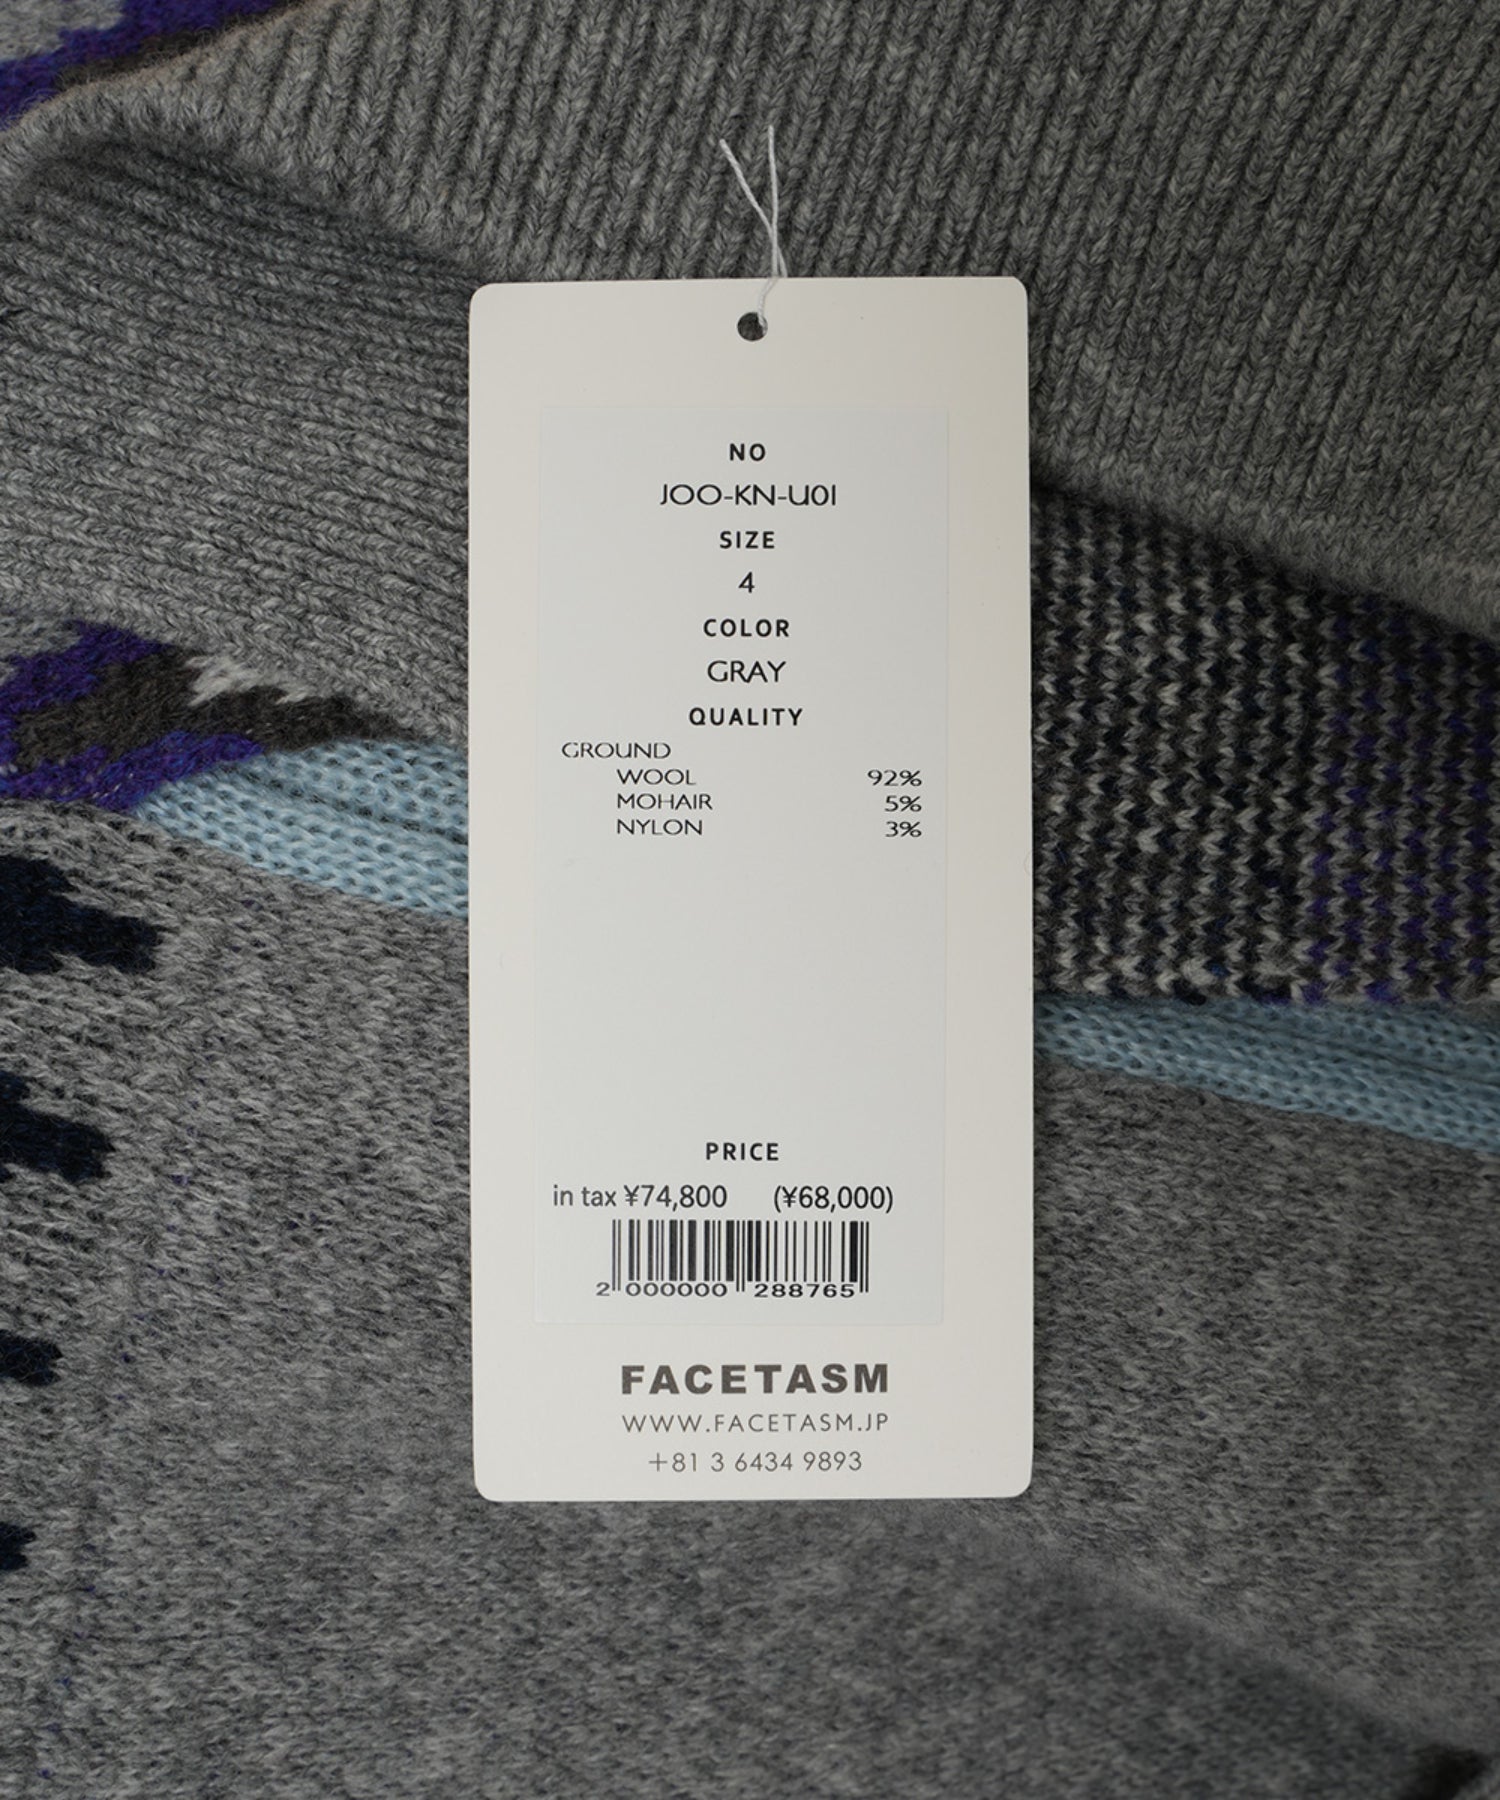 NO
JOO-KN-U01
SIZE
4
COLOR
GRAY
QUALITY
GROUND
WOOL 92%
MOHAIR 5%
NYLON 3%
PRICE
in tax ¥74,800 (¥68,000)
2 000000 288765
FACETASM
WWW.FACETASM.JP
+81 3 6434 9893